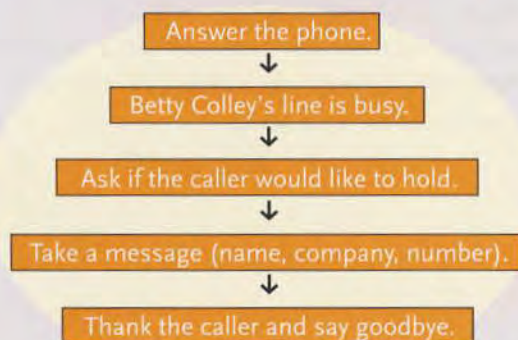 Answer the phone.
Betty Colley's line is busy.
Ask if the caller would like to hold.
Take a message (name, company, number).
Thank the caller and say goodbye.